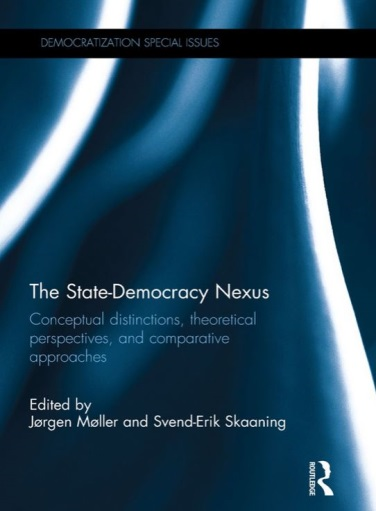 DEMOCRATIZATION SPECIAL ISSUES
The State-Democracy Nexus
Conceptual distinctions, theoretical
perspectives, and comparative
approaches
Edited by
Jørgen Møller and Svend-Erik Skaaning
ROUTLEDGE